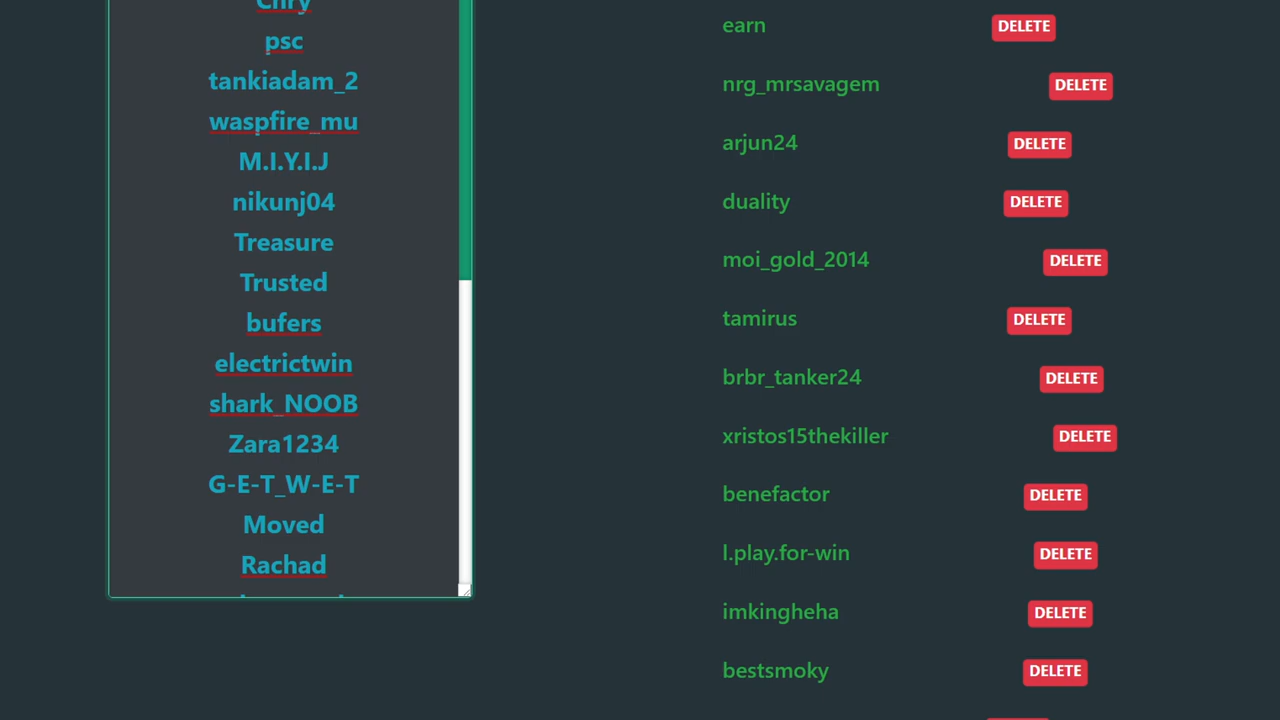 Chry
psc
tankiadam_2
waspfire_mu
M.I.Y.I.J
nikunj04
Treasure
Trusted
bufers
electrictwin
shark_NOOB
Zara1234
G-E-T_W-E-T
Moved
Rachad
earn DELETE
nrg_mrsavagem DELETE
arjun24 DELETE
duality DELETE
moi_gold_2014 DELETE
tamirus DELETE
brbr_tanker24 DELETE
xristos15thekiller DELETE
benefactor DELETE
l.play.for-win DELETE
imkingheha DELETE
bestsmoky DELETE